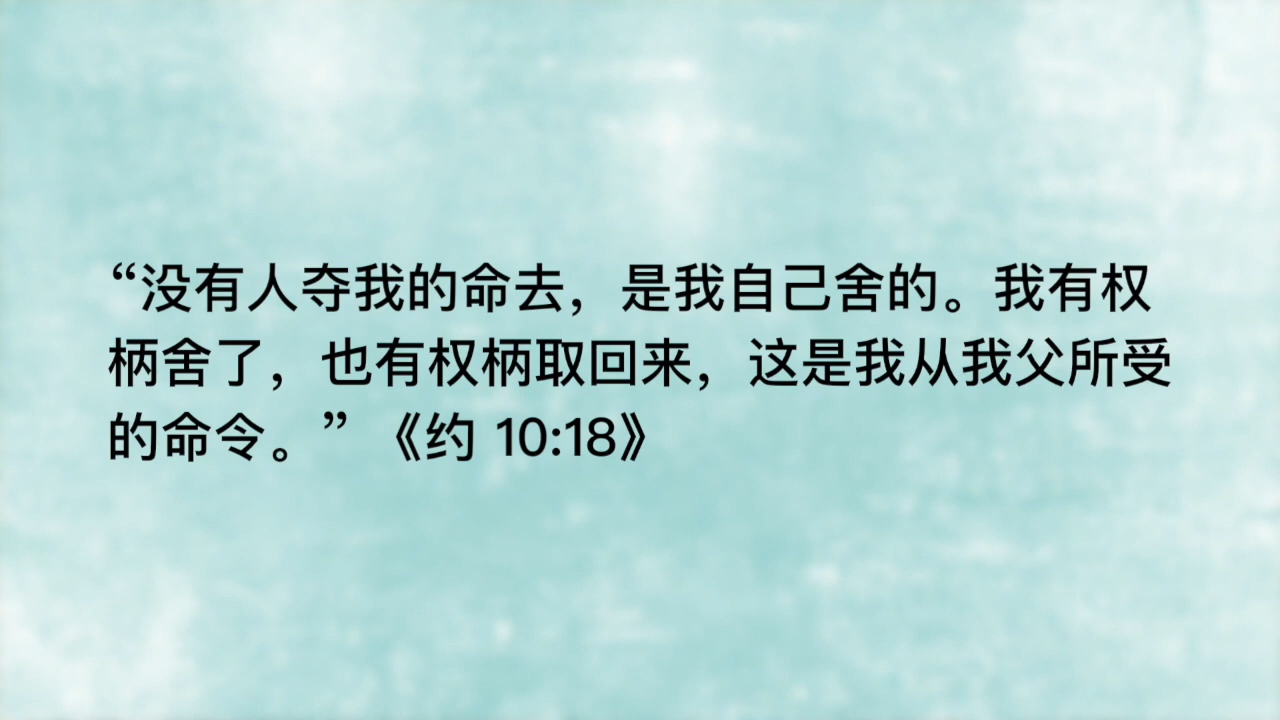 “没有人夺我的命去，是我自己舍的。我有权
柄舍了，也有权柄取回来，这是我从我父所受
的命令。”《约 10:18》